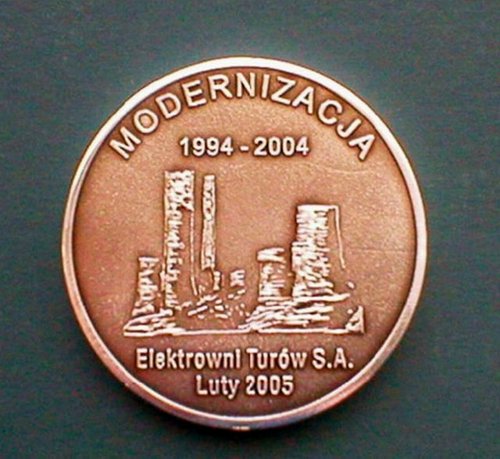 MODERNIZACJA
1994 - 2004
Elektrowni Turów S.A.
Luty 2005